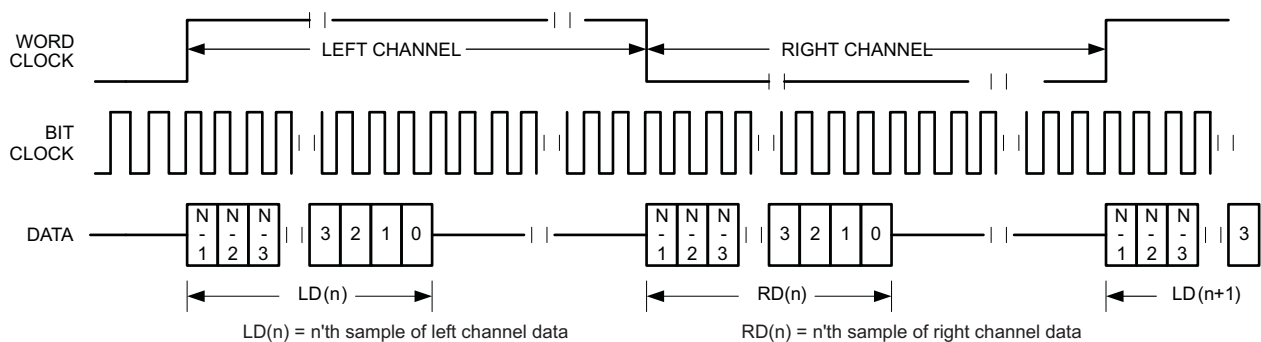 WORD
CLOCK
LEFT CHANNEL
RIGHT CHANNEL
BIT
CLOCK
DATA
N-1 N-2 N-3 3 2 1 0 N-1 N-2 N-3 3 2 1 0 N-1 N-2 N-3 3
LD(n) RD(n) LD(n+1)
LD(n) = n'th sample of left channel data
RD(n) = n'th sample of right channel data